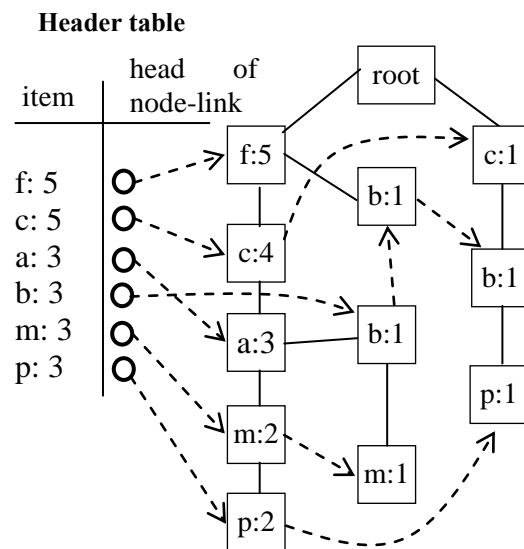 Header table
item
head of
node-link
root
f:5
c:1
b:1
c:4
b:1
a:3
b:1
p:1
m:2
m:1
p:2
f: 5
c: 5
a: 3
b: 3
m: 3
p: 3